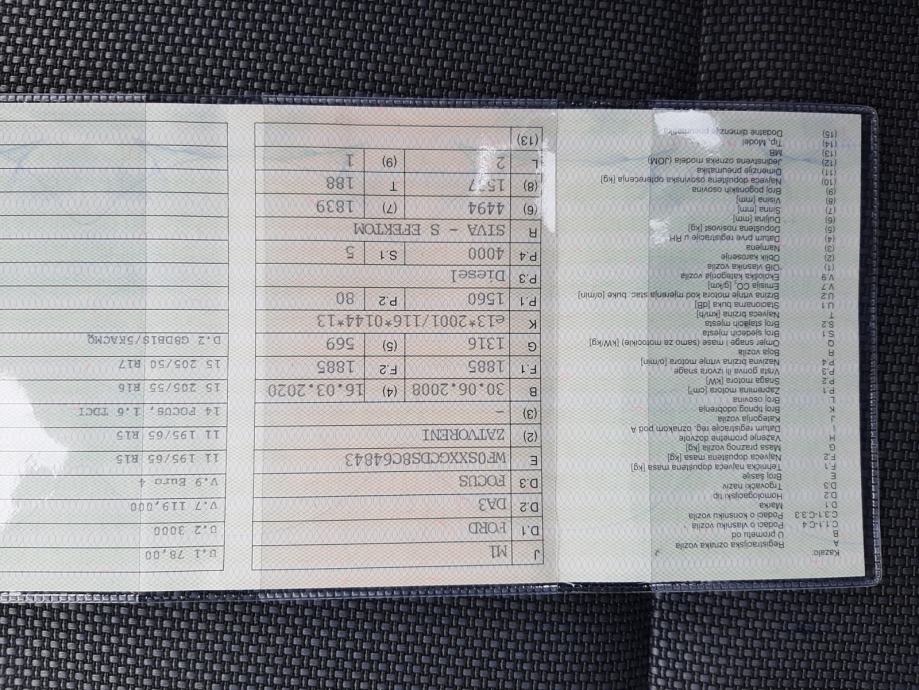 Kazalo:
A Registracijska oznaka vozila
B U prometu od
C.1.1-C.4 Podaci o vlasniku vozila
C.3.1-C.3.3 Podaci o korisniku vozila
D.1 Marka
D.2 Homologacijski tip
D.3 Trgovački naziv
E Broj šasije
F.1 Tehnička najveća dopuštena masa [kg]
F.2 Najveća dopuštena masa [kg]
G Masa praznog vozila [kg]
H Važenje prometne dozvole
I Datum registracije reg. oznakom pod A
J Kategorija vozila
K Broj tipnog odobrenja
L Broj osovina
P.1 Zapremina motora [cm³]
P.2 Snaga motora [kW]
P.3 Vrsta goriva ili izvora snage
P.4 Nazivna brzina vrtnje motora [o/min]
R Boja vozila
Q Omjer snage i mase (samo za motocikle) [kW/kg]
S.1 Broj sjedećih mjesta
S.2 Broj stajaćih mjesta
T Najveća brzina [km/h]
U.1 Stacionarna buka [dB]
U.2 Brzina vrtnje motora kod mjerenja stac. buke [o/min]
V.7 Emisija CO₂ [g/km]
V.9 Ekološka kategorija vozila
(1) OIB vlasnika vozila
(2) Oblik karoserije
(3) Namjena
(4) Datum prve registracije u RH
(5) Dopuštena nosivost [kg]
(6) Duljina [mm]
(7) Širina [mm]
(8) Visina [mm]
(9) Broj pogonskih osovina
(10) Najveća dopuštena osovinska opterećenja [kg]
(11) Dimenzije pneumatika
(12) Jedinstvena oznaka modela (JOM)
(13) MB
(14) Tip, Model
(15) Dodatne dimenzije pneumatika
J M1
D.1 FORD
D.2 DA3
D.3 FOCUS
E WF0SXXGCDS8C64843
(2) ZATVORENI
(3) -
B 30.06.2008 (4) 16.03.2020
F.1 1885 F.2 1885
G 1316 (5) 569
K e13*2001/116*0144*13
P.1 1560 P.2 80
P.3 Diesel
P.4 4000 S.1 5
R SIVA - S EFEKTOM
(6) 4494 (7) 1839
(8) T 188
L 2 (9) 1
(13)
U.1 78,00
U.2 3000
V.7 119,000
V.9 Euro 4
11 195/65 R15
11 195/65 R15
14 FOCUS, 1.6 TDCI
15 205/55 R16
15 205/50 R17
D.2 G8DBIS/5RACMQ